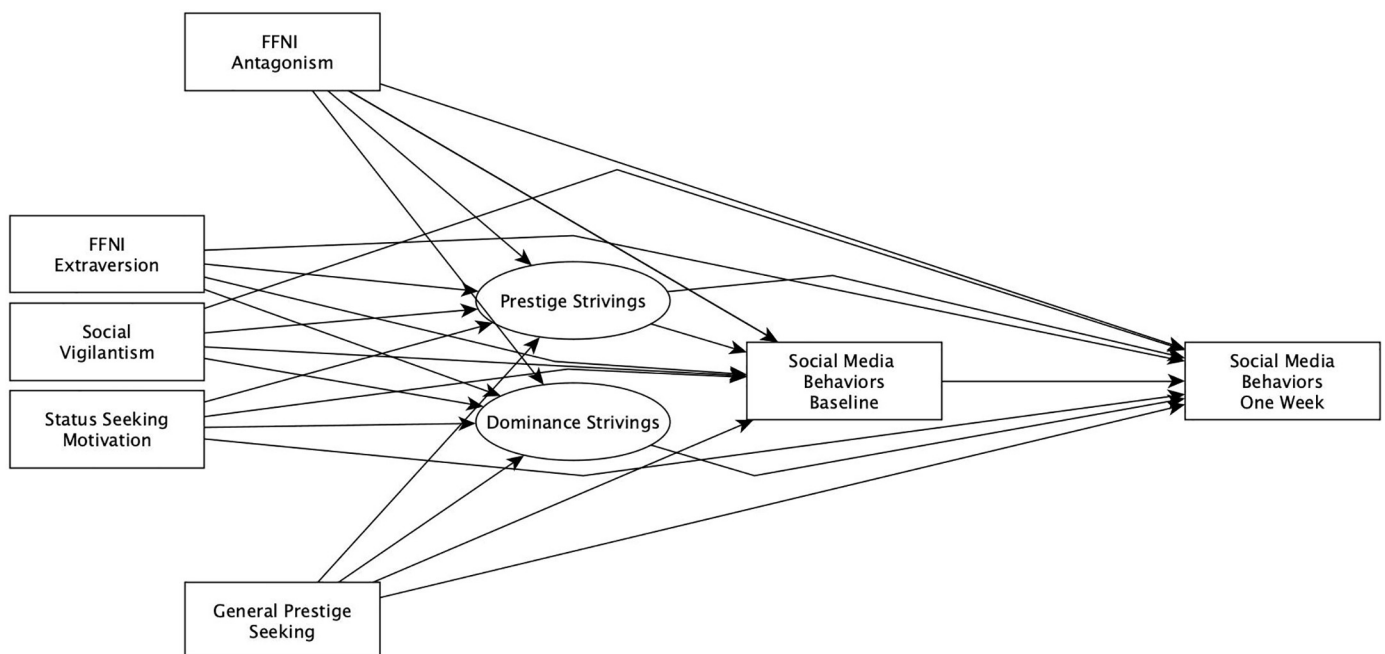 FFNI
Antagonism
FFNI
Extraversion
Social
Vigilantism
Status Seeking
Motivation
General Prestige
Seeking
Prestige Strivings
Dominance Strivings
Social Media
Behaviors
Baseline
Social Media
Behaviors
One Week